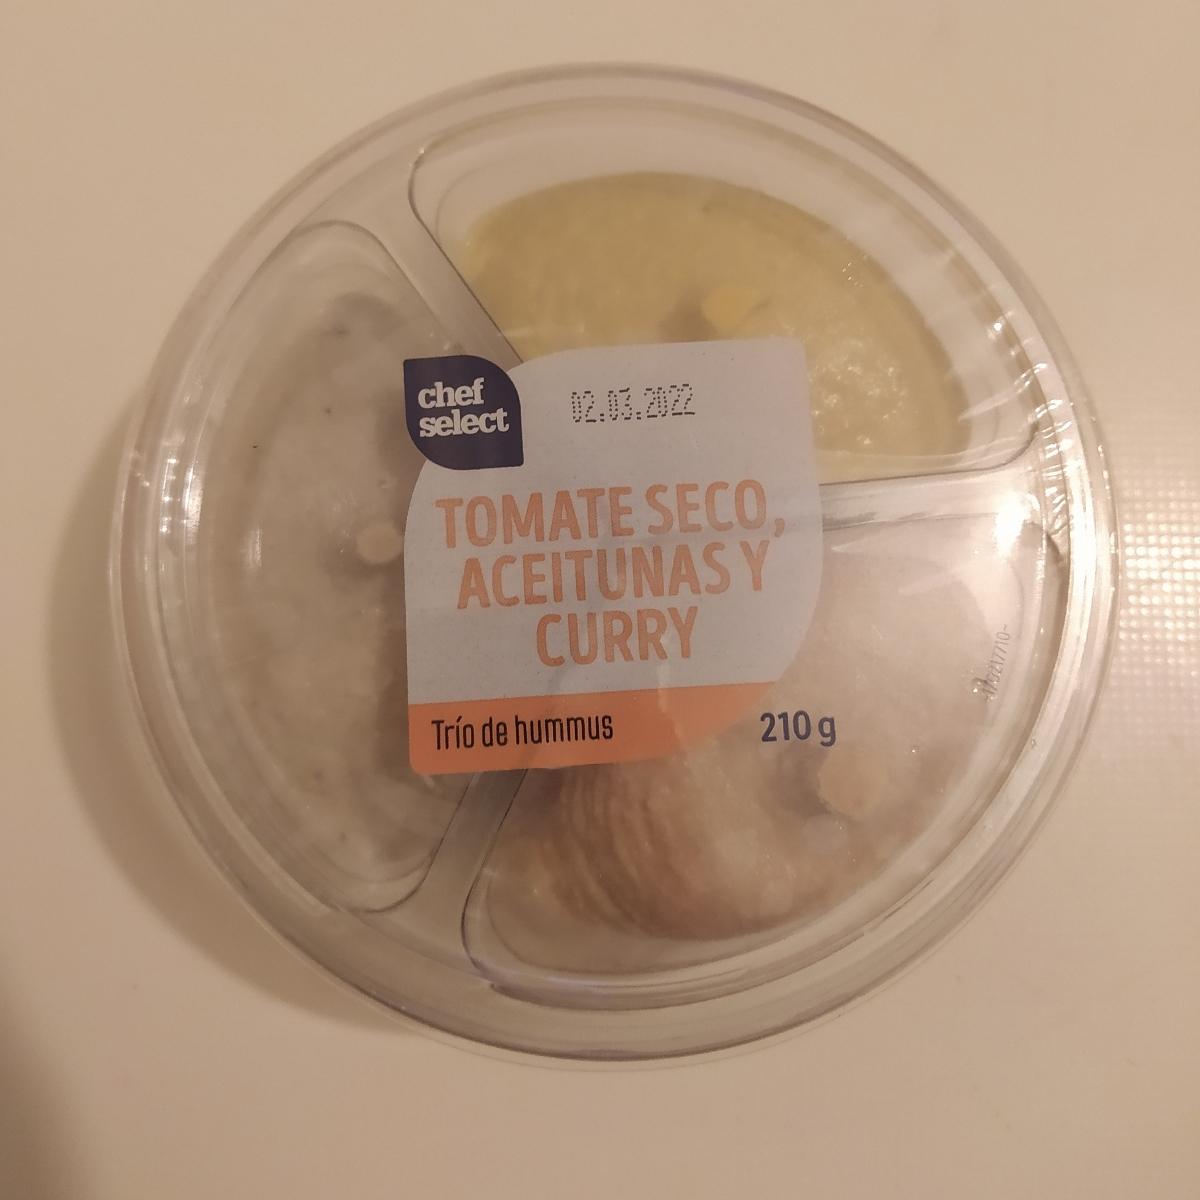 chef
select
02.03.2022
TOMATE SECO,
ACEITUNAS Y
CURRY
Trío de hummus
210 g